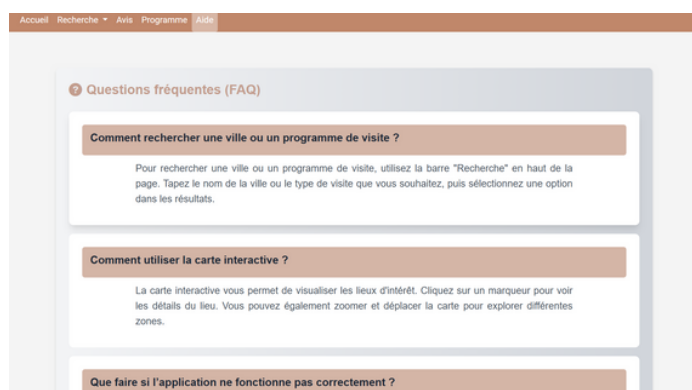 Accueil Recherche Avis Programme Aide
Questions fréquentes (FAQ)
Comment rechercher une ville ou un programme de visite ?
Pour rechercher une ville ou un programme de visite, utilisez la barre "Recherche" en haut de la
page. Tapez le nom de la ville ou le type de visite que vous souhaitez, puis sélectionnez une option
dans les résultats.
Comment utiliser la carte interactive ?
La carte interactive vous permet de visualiser les lieux d'intérêt. Cliquez sur un marqueur pour voir
les détails du lieu. Vous pouvez également zoomer et déplacer la carte pour explorer différentes
zones.
Que faire si l'application ne fonctionne pas correctement ?